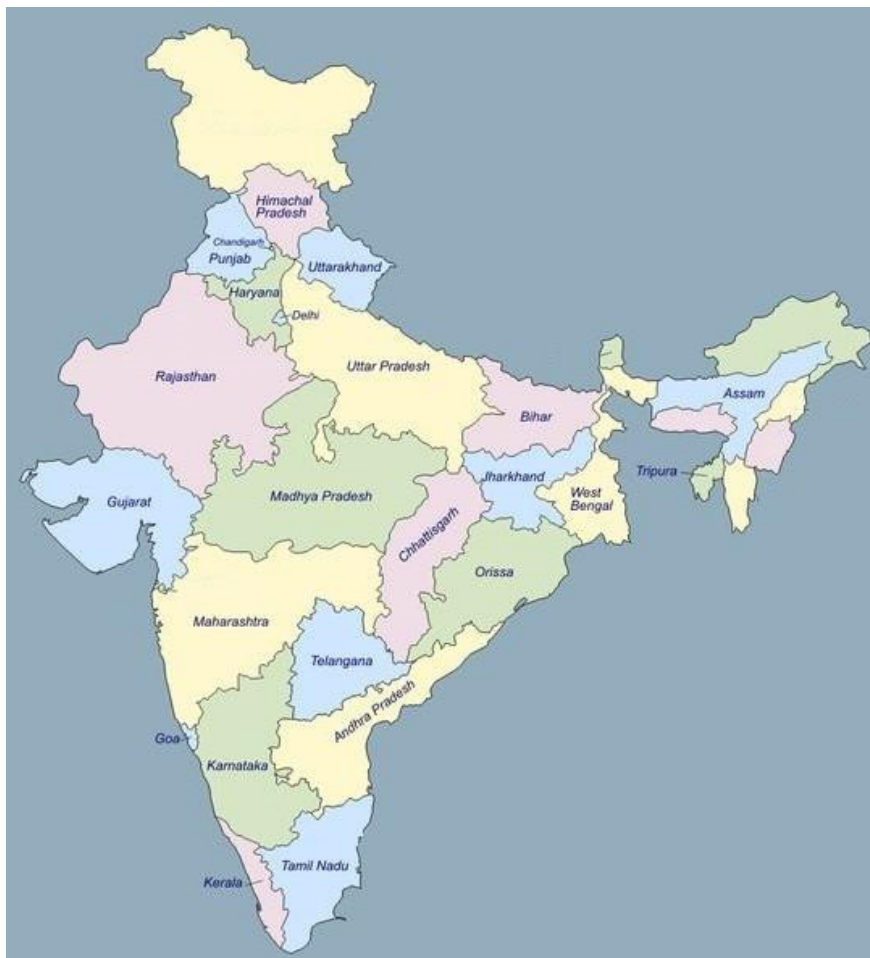 Himachal
Pradesh
Chandigarh
Punjab
Uttarakhand
Haryana
Delhi
Uttar Pradesh
Rajasthan
Assam
Bihar
Tripura
Jharkhand
Madhya Pradesh
West
Bengal
Gujarat
Chhattisgarh
Orissa
Maharashtra
Telangana
Andhra Pradesh
Goa
Karnataka
Tamil Nadu
Kerala